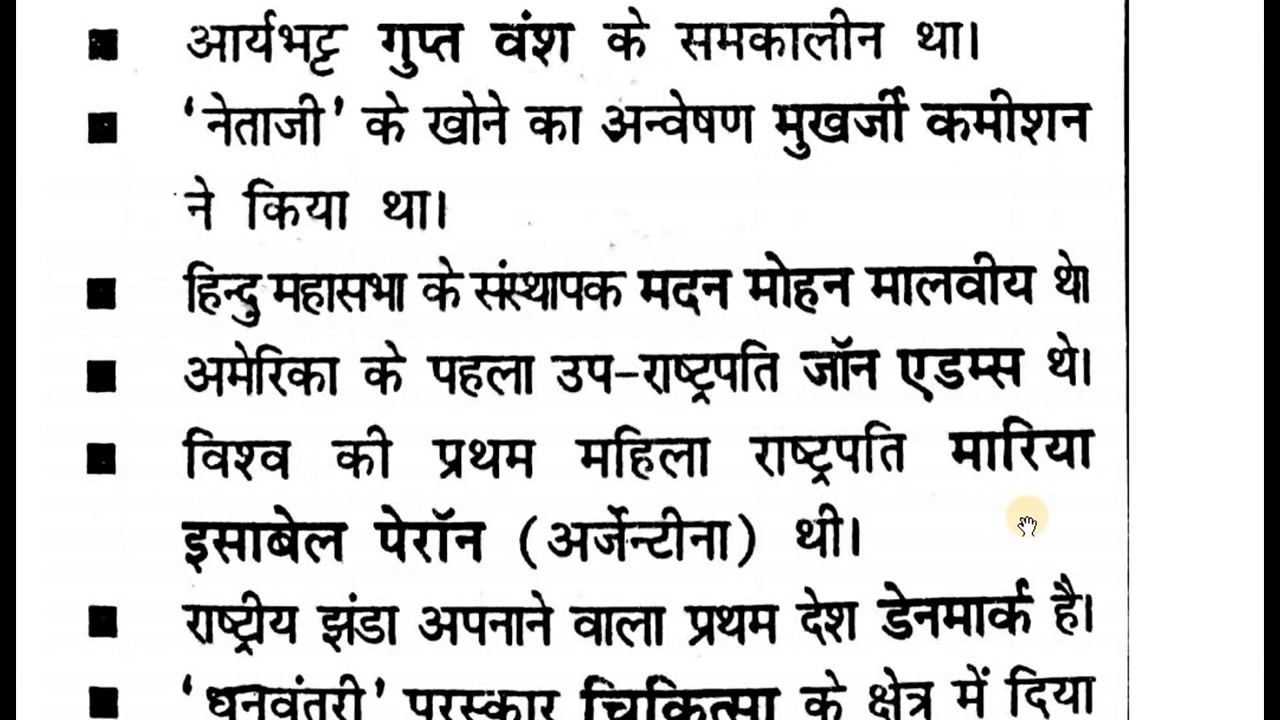 ■ आर्यभट्ट गुप्त वंश के समकालीन था।
■ ‘नेताजी’ के खोने का अन्वेषण मुखर्जी कमीशन
ने किया था।
■ हिन्दु महासभा के संस्थापक मदन मोहन मालवीय थे।
■ अमेरिका के पहला उप-राष्ट्रपति जॉन एडम्स थे।
■ विश्व की प्रथम महिला राष्ट्रपति मारिया
इसाबेल पेरॉन (अर्जेन्टीना) थी।
■ राष्ट्रीय झंडा अपनाने वाला प्रथम देश डेनमार्क है।
■ ‘धनवंतरी’ पुरस्कार चिकित्सा के क्षेत्र में दिया